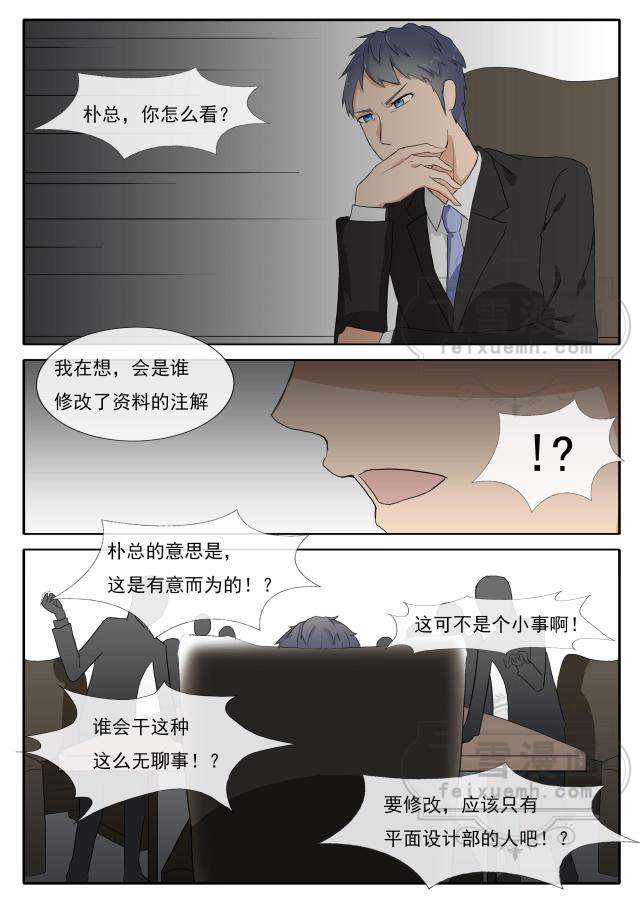 朴总，你怎么看？
我在想，会是谁
修改了资料的注解
！？
朴总的意思是，
这是有意而为的！？
这可不是个小事啊！
谁会干这种
这么无聊事！？
要修改，应该只有
平面设计部的人吧！？
feixuemh.com
feixuemh.com